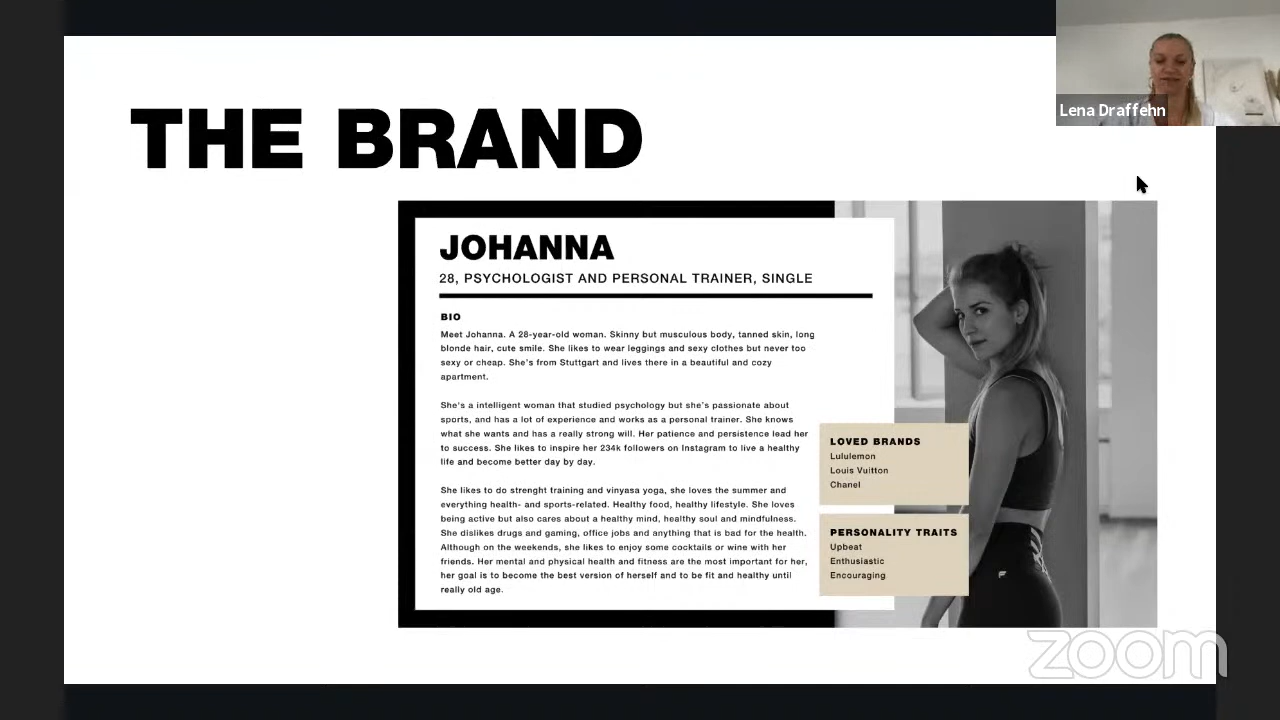 THE BRAND
Lena Draffehn
JOHANNA
28, PSYCHOLOGIST AND PERSONAL TRAINER, SINGLE
BIO
Meet Johanna. A 28-year-old woman. Skinny but musculous body, tanned skin, long
blonde hair, cute smile. She likes to wear leggings and sexy clothes but never too
sexy or cheap. She's from Stuttgart and lives there in a beautiful and cozy
apartment.
She's a intelligent woman that studied psychology but she's passionate about
sports, and has a lot of experience and works as a personal trainer. She knows
what she wants and has a really strong will. Her patience and persistence lead her
to success. She likes to inspire her 234k followers on Instagram to live a healthy
life and become better day by day.
She likes to do strenght training and vinyasa yoga, she loves the summer and
everything health- and sports-related. Healthy food, healthy lifestyle. She loves
being active but also cares about a healthy mind, healthy soul and mindfulness.
She dislikes drugs and gaming, office jobs and anything that is bad for the health.
Although on the weekends, she likes to enjoy some cocktails or wine with her
friends. Her mental and physical health and fitness are the most important for her,
her goal is to become the best version of herself and to be fit and healthy until
really old age.
LOVED BRANDS
Lululemon
Louis Vuitton
Chanel
PERSONALITY TRAITS
Upbeat
Enthusiastic
Encouraging
zoom